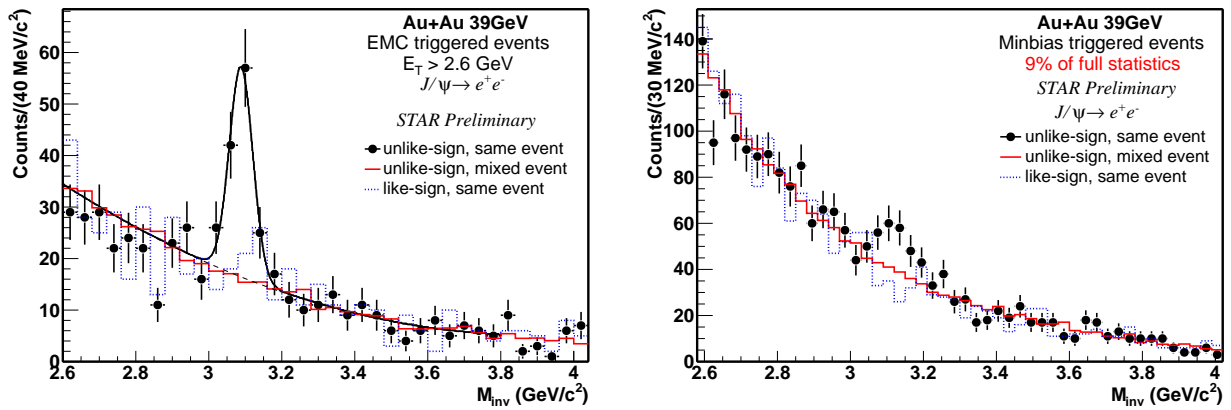 Au+Au 39GeV
EMC triggered events
E_T > 2.6 GeV
J/ψ→ e⁺e⁻
STAR Preliminary
unlike-sign, same event
unlike-sign, mixed event
like-sign, same event
Counts/(40 MeV/c²)
60
50
40
30
20
10
0
2.6 2.8 3 3.2 3.4 3.6 3.8 4
M_inv (GeV/c²)
Au+Au 39GeV
Minbias triggered events
9% of full statistics
STAR Preliminary
J/ψ→ e⁺e⁻
unlike-sign, same event
unlike-sign, mixed event
like-sign, same event
Counts/(30 MeV/c²)
140
120
100
80
60
40
20
0
2.6 2.8 3 3.2 3.4 3.6 3.8 4
M_inv (GeV/c²)